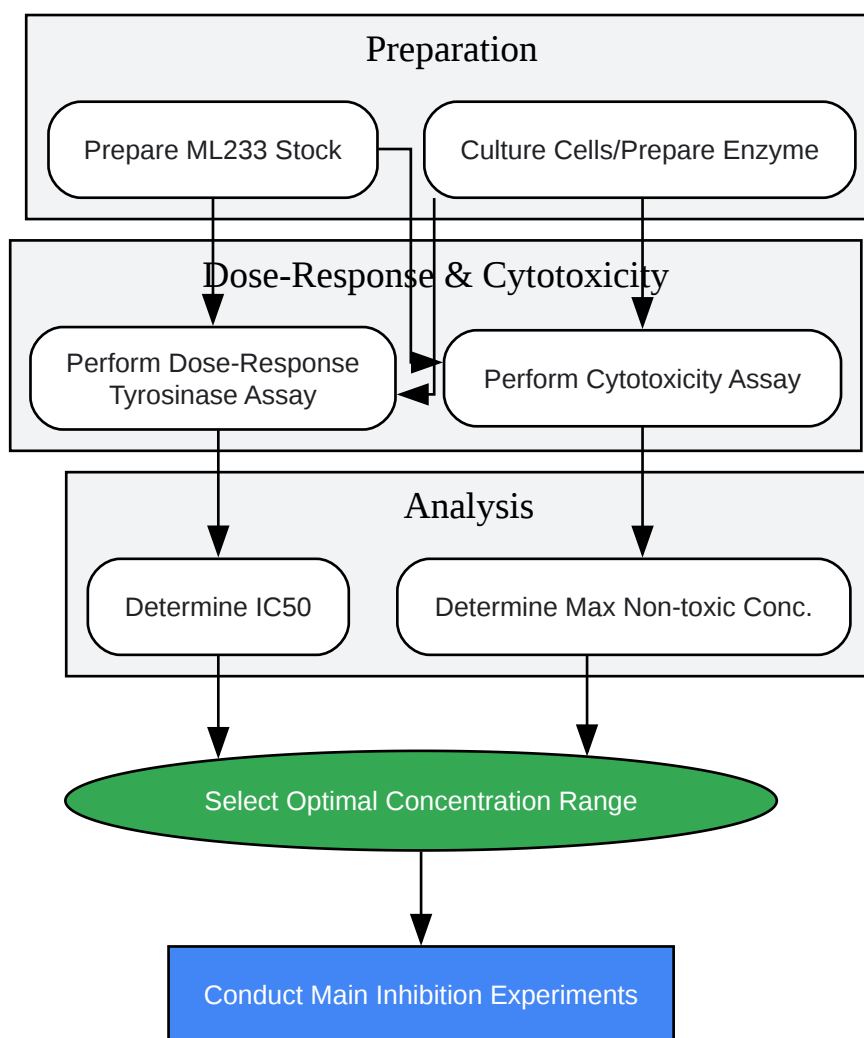 Preparation
Prepare ML233 Stock
Culture Cells/Prepare Enzyme
Dose-Response & Cytotoxicity
Perform Dose-Response
Tyrosinase Assay
Perform Cytotoxicity Assay
Analysis
Determine IC50
Determine Max Non-toxic Conc.
Select Optimal Concentration Range
Conduct Main Inhibition Experiments